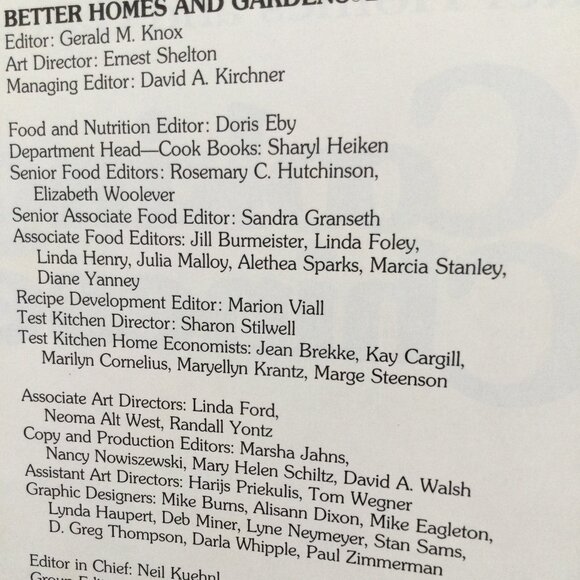 BETTER HOMES AND GARDENS
Editor: Gerald M. Knox
Art Director: Ernest Shelton
Managing Editor: David A. Kirchner
Food and Nutrition Editor: Doris Eby
Department Head—Cook Books: Sharyl Heiken
Senior Food Editors: Rosemary C. Hutchinson,
Elizabeth Woolever
Senior Associate Food Editor: Sandra Granseth
Associate Food Editors: Jill Burmeister, Linda Foley,
Linda Henry, Julia Malloy, Alethea Sparks, Marcia Stanley,
Diane Yanney
Recipe Development Editor: Marion Viall
Test Kitchen Director: Sharon Stilwell
Test Kitchen Home Economists: Jean Brekke, Kay Cargill,
Marilyn Cornelius, Maryellyn Krantz, Marge Steenson
Associate Art Directors: Linda Ford,
Neoma Alt West, Randall Yontz
Copy and Production Editors: Marsha Jahns,
Nancy Nowiszewski, Mary Helen Schiltz, David A. Walsh
Assistant Art Directors: Harijs Priekulis, Tom Wegner
Graphic Designers: Mike Burns, Alisann Dixon, Mike Eagleton,
Lynda Haupert, Deb Miner, Lyne Neymeyer, Stan Sams,
D. Greg Thompson, Darla Whipple, Paul Zimmerman
Editor in Chief: Neil Kuehnl
Group